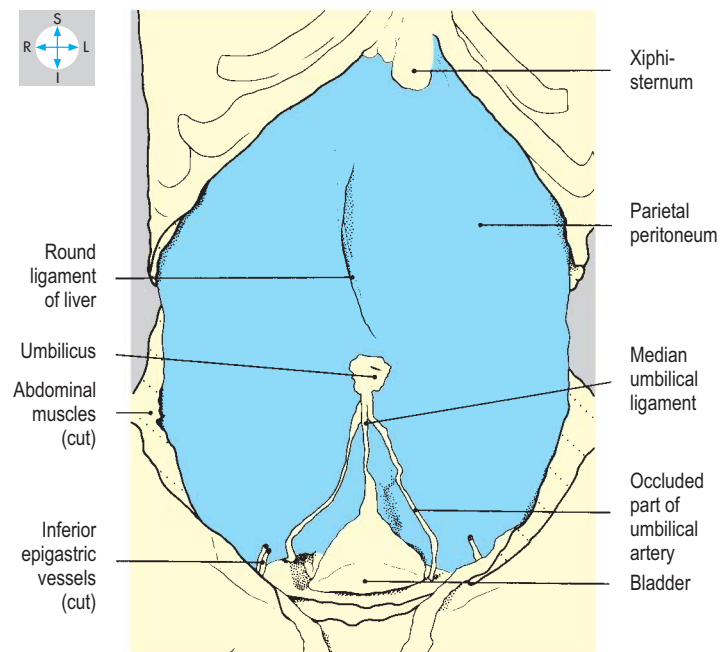 S
R L
I
Xiphi-
sternum
Parietal
peritoneum
Round
ligament
of liver
Umbilicus
Abdominal
muscles
(cut)
Median
umbilical
ligament
Inferior
epigastric
vessels
(cut)
Occluded
part of
umbilical
artery
Bladder